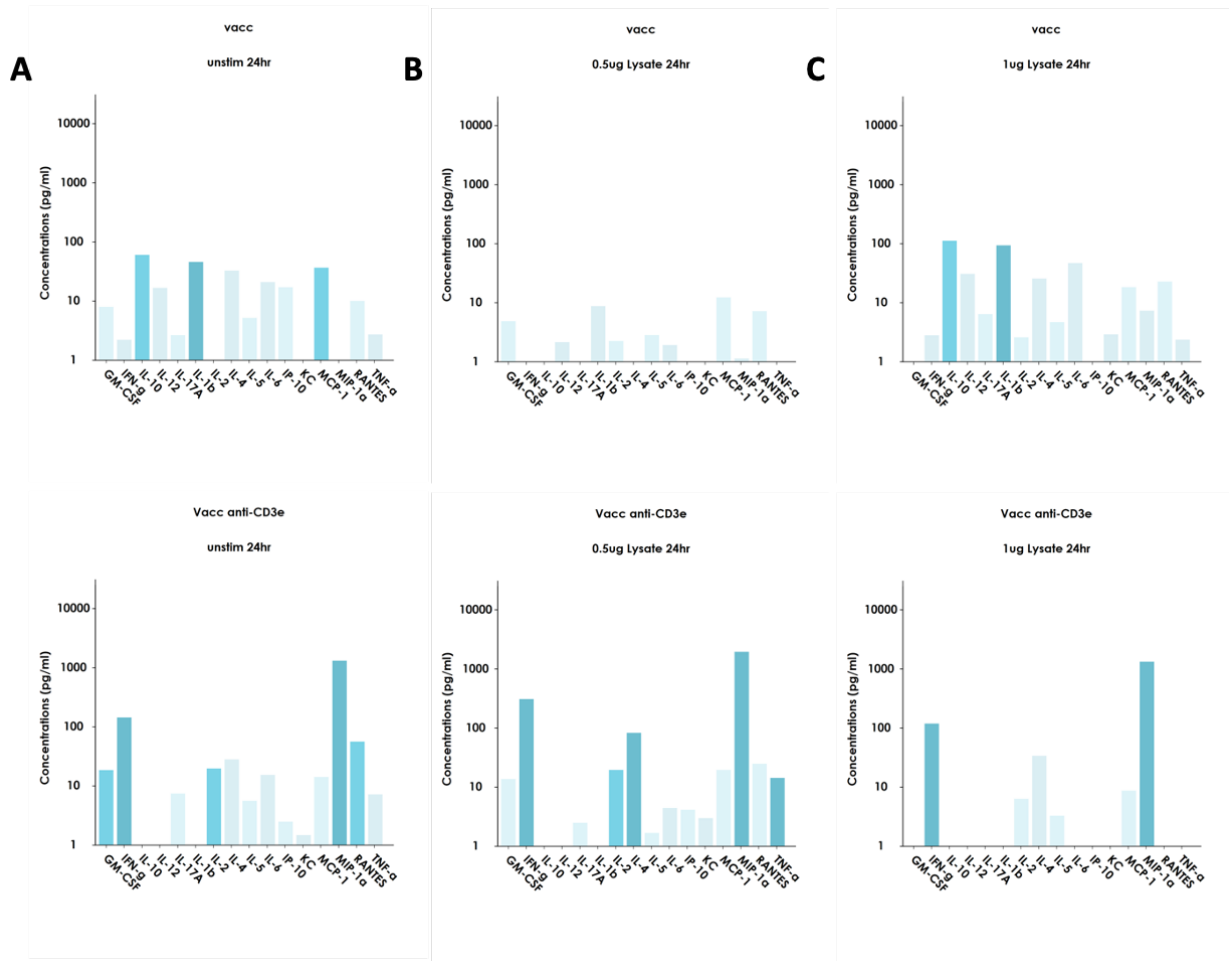 A
vacc
unstim 24hr
Concentrations (pg/ml)
10000
1000
100
10
1
GM-CSF
IFN-g
IL-10
IL-12
IL-17A
IL-1b
IL-2
IL-4
IL-5
IL-6
IP-10
KC
MCP-1
MIP-1a
RANTES
TNF-a
B
vacc
0.5ug Lysate 24hr
Concentrations (pg/ml)
10000
1000
100
10
1
GM-CSF
IFN-g
IL-10
IL-12
IL-17A
IL-1b
IL-2
IL-4
IL-5
IL-6
IP-10
KC
MCP-1
MIP-1a
RANTES
TNF-a
C
vacc
1ug Lysate 24hr
Concentrations (pg/ml)
10000
1000
100
10
1
GM-CSF
IFN-g
IL-10
IL-12
IL-17A
IL-1b
IL-2
IL-4
IL-5
IL-6
IP-10
KC
MCP-1
MIP-1a
RANTES
TNF-a
Vacc anti-CD3e
unstim 24hr
Concentrations (pg/ml)
10000
1000
100
10
1
GM-CSF
IFN-g
IL-10
IL-12
IL-17A
IL-1b
IL-2
IL-4
IL-5
IL-6
IP-10
KC
MCP-1
MIP-1a
RANTES
TNF-a
Vacc anti-CD3e
0.5ug Lysate 24hr
Concentrations (pg/ml)
10000
1000
100
10
1
GM-CSF
IFN-g
IL-10
IL-12
IL-17A
IL-1b
IL-2
IL-4
IL-5
IL-6
IP-10
KC
MCP-1
MIP-1a
RANTES
TNF-a
Vacc anti-CD3e
1ug Lysate 24hr
Concentrations (pg/ml)
10000
1000
100
10
1
GM-CSF
IFN-g
IL-10
IL-12
IL-17A
IL-1b
IL-2
IL-4
IL-5
IL-6
IP-10
KC
MCP-1
MIP-1a
RANTES
TNF-a